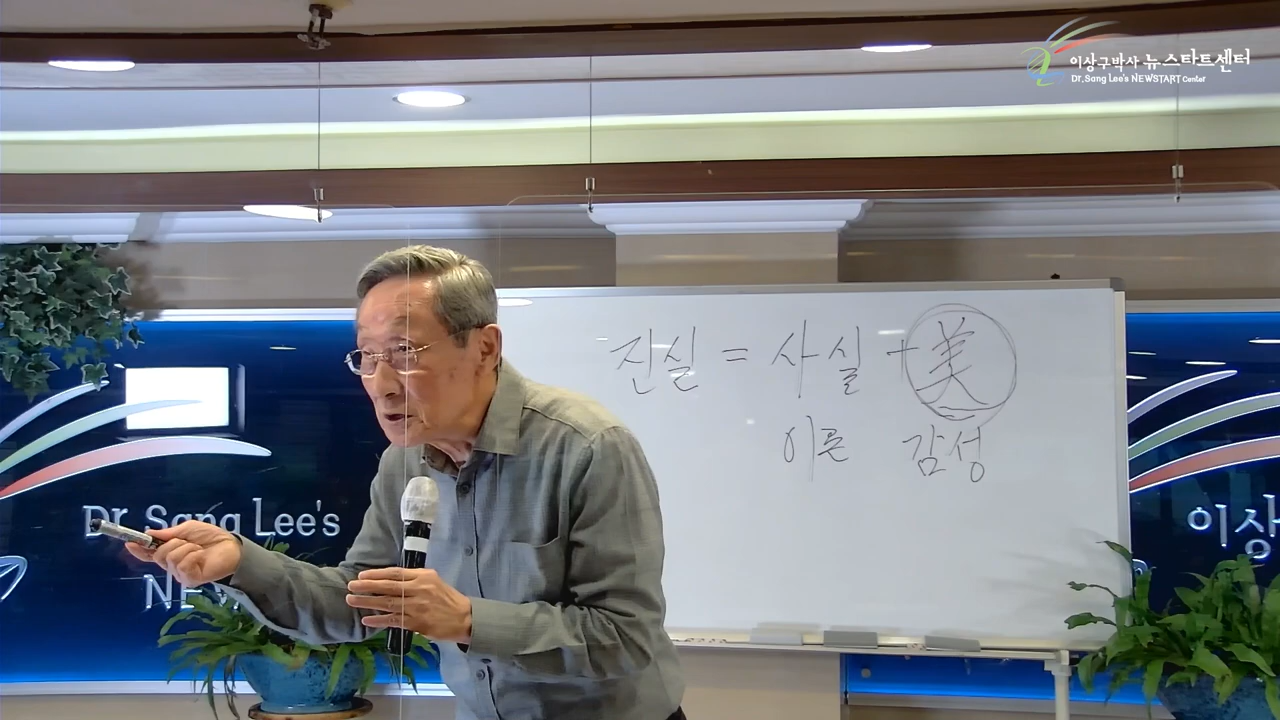 이상구박사 뉴스타트센터
Dr. Sang Lee's NEWSTART Center
진실 = 사실 + 美
이론 감성
Dr. Sang Lee's
NEW
이상